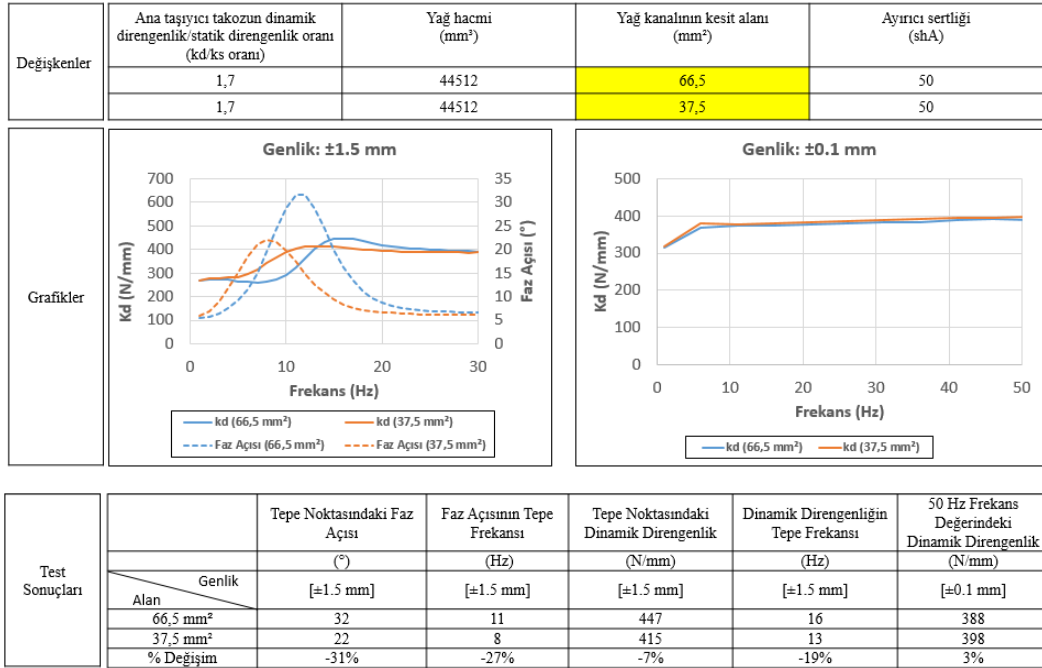 Değişkenler
Ana taşıyıcı takozun dinamik
direngenlik/statik direngenlik oranı
(kd/ks oranı)
Yağ hacmi
(mm³)
Yağ kanalının kesit alanı
(mm²)
Ayırıcı sertliği
(shA)
1,7 44512 66,5 50
1,7 44512 37,5 50
Grafikler
Genlik: ±1.5 mm
Kd (N/mm)
700
600
500
400
300
200
100
0
35
30
25
20
15
10
5
0
Faz Açısı (°)
0 10 20 30
Frekans (Hz)
kd (66,5 mm²) kd (37,5 mm²)
Faz Açısı (66,5 mm²) Faz Açısı (37,5 mm²)
Genlik: ±0.1 mm
Kd (N/mm)
500
400
300
200
100
0
0 10 20 30 40 50
Frekans (Hz)
kd (66,5 mm²) kd (37,5 mm²)
Test
Sonuçları
Tepe Noktasındaki Faz
Açısı
Faz Açısının Tepe
Frekansı
Tepe Noktasındaki
Dinamik Direngenlik
Dinamik Direngenliğin
Tepe Frekansı
50 Hz Frekans
Değerindeki
Dinamik Direngenlik
(°) (Hz) (N/mm) (Hz) (N/mm)
Genlik
Alan
[±1.5 mm] [±1.5 mm] [±1.5 mm] [±1.5 mm] [±0.1 mm]
66,5 mm² 32 11 447 16 388
37,5 mm² 22 8 415 13 398
% Değişim -31% -27% -7% -19% 3%